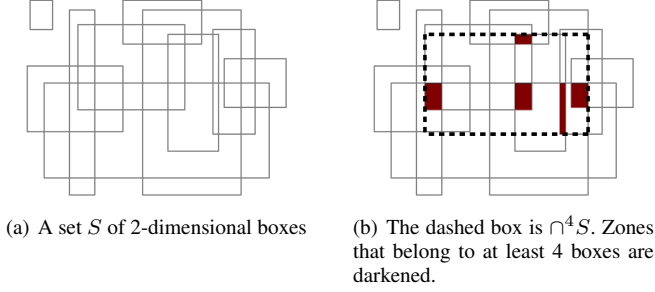 (a) A set S of 2-dimensional boxes
(b) The dashed box is ∩⁴S. Zones
that belong to at least 4 boxes are
darkened.